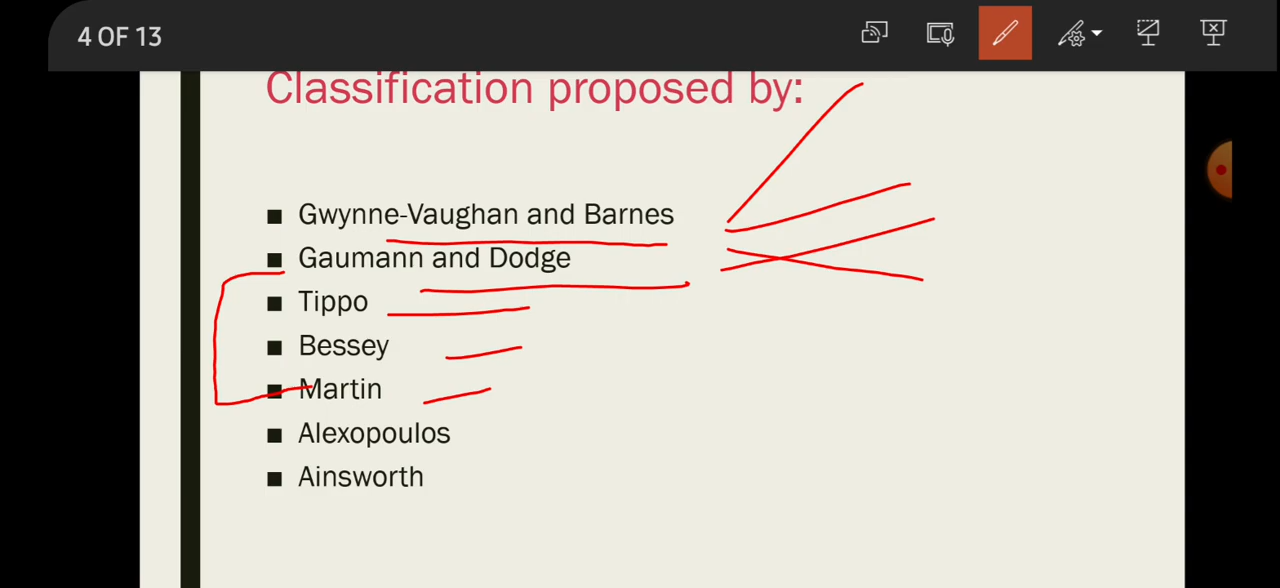 4 OF 13
Classification proposed by:
■ Gwynne-Vaughan and Barnes
■ Gaumann and Dodge
■ Tippo
■ Bessey
■ Martin
■ Alexopoulos
■ Ainsworth